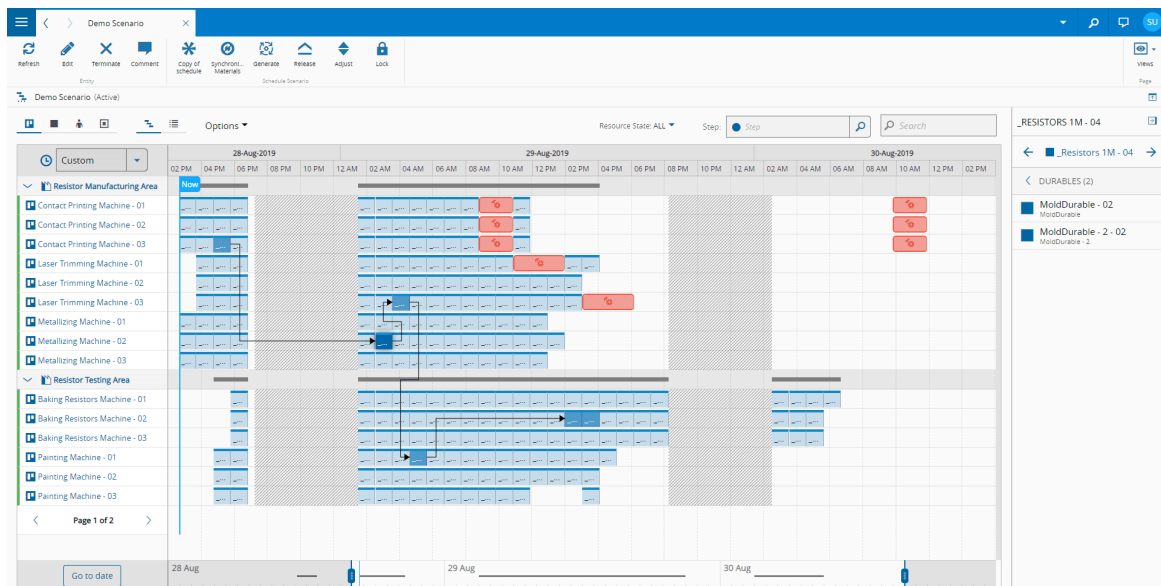 Demo Scenario
SU
Refresh
Edit
Terminate
Comment
Copy of schedule
Synchroni... Materials
Generate
Release
Adjust
Lock
Views
Entity
Schedule Scenario
Page
Demo Scenario (Active)
Options
Resource State: ALL
Step:
Step
Search
_RESISTORS 1M - 04
Custom
28-Aug-2019
29-Aug-2019
30-Aug-2019
_Resistors 1M - 04
02 PM 04 PM 06 PM 08 PM 10 PM 12 AM 02 AM 04 AM 06 AM 08 AM 10 AM 12 PM 02 PM 04 PM 06 PM 08 PM 10 PM 12 AM 02 AM 04 AM 06 AM 08 AM 10 AM 12 PM 02 PM
DURABLES (2)
Resistor Manufacturing Area
Now
Contact Printing Machine - 01
MoldDurable - 02
MoldDurable
Contact Printing Machine - 02
MoldDurable - 2 - 02
MoldDurable - 2
Contact Printing Machine - 03
Laser Trimming Machine - 01
Laser Trimming Machine - 02
Laser Trimming Machine - 03
Metallizing Machine - 01
Metallizing Machine - 02
Metallizing Machine - 03
Resistor Testing Area
Baking Resistors Machine - 01
Baking Resistors Machine - 02
Baking Resistors Machine - 03
Painting Machine - 01
Painting Machine - 02
Painting Machine - 03
Page 1 of 2
Go to date
28 Aug
29 Aug
30 Aug